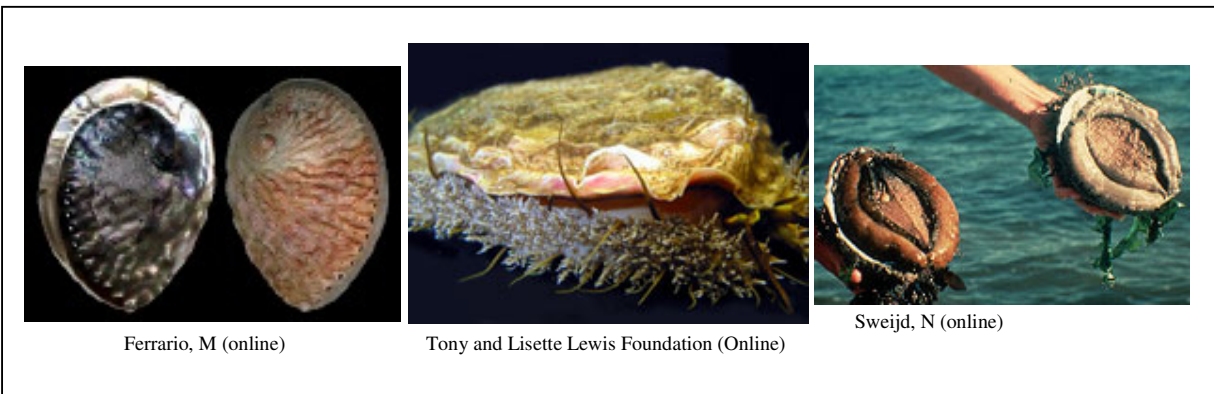 Ferrario, M (online)
Tony and Lisette Lewis Foundation (Online)
Sweijd, N (online)